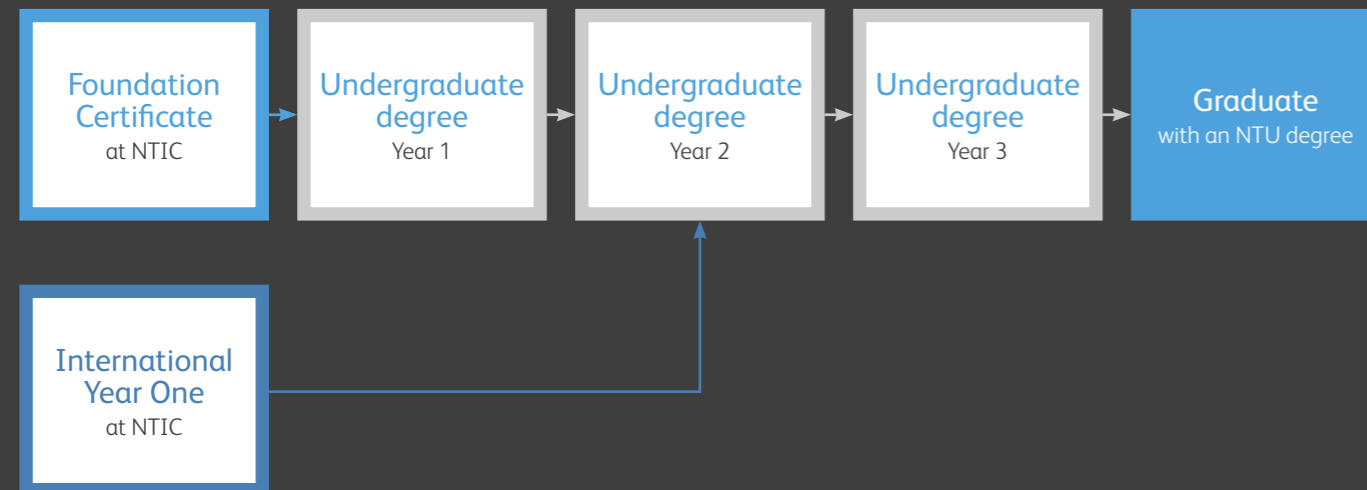 Foundation
Certificate
at NTIC
Undergraduate
degree
Year 1
Undergraduate
degree
Year 2
Undergraduate
degree
Year 3
Graduate
with an NTU degree
International
Year One
at NTIC